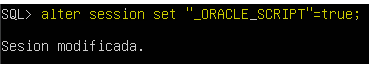 SQL> alter session set "_ORACLE_SCRIPT"=true;
Sesion modificada.